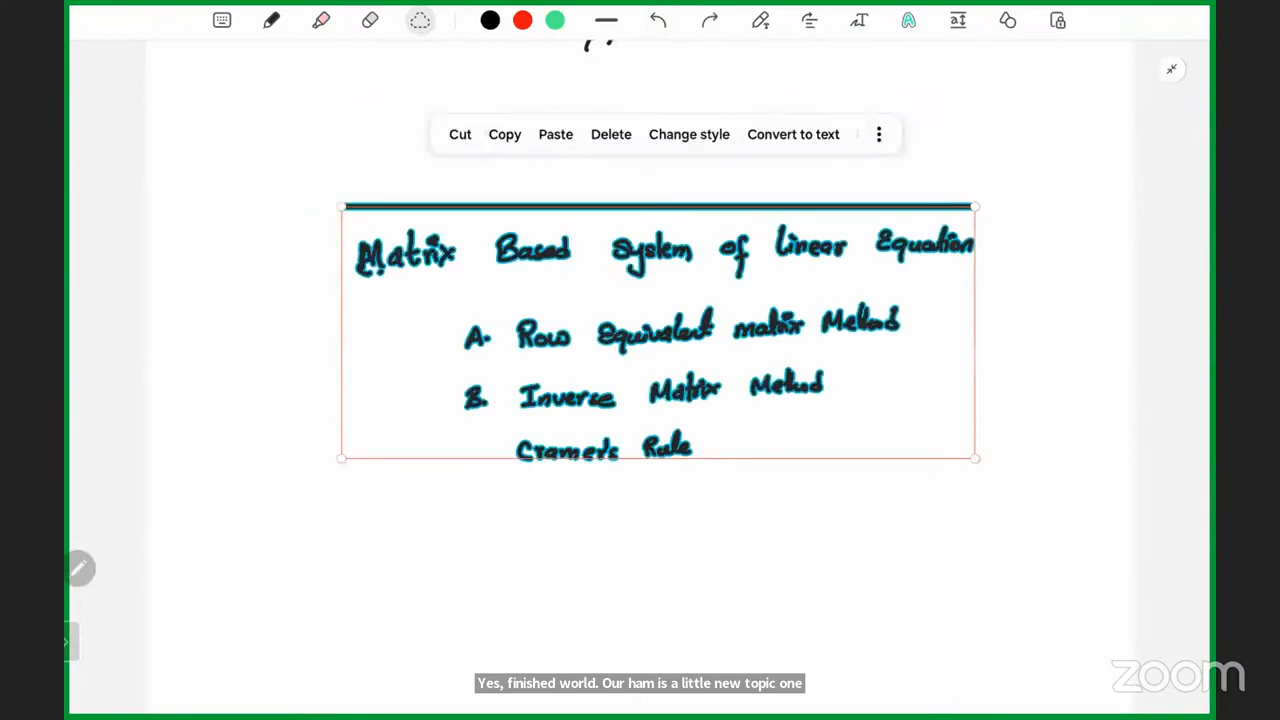 Cut Copy Paste Delete Change style Convert to text
Matrix Based System of linear Equation
A. Row Equivalent matrix Method
B. Inverse Matrix Method
Cramer's Rule
Yes, finished world. Our ham is a little new topic one
zoom